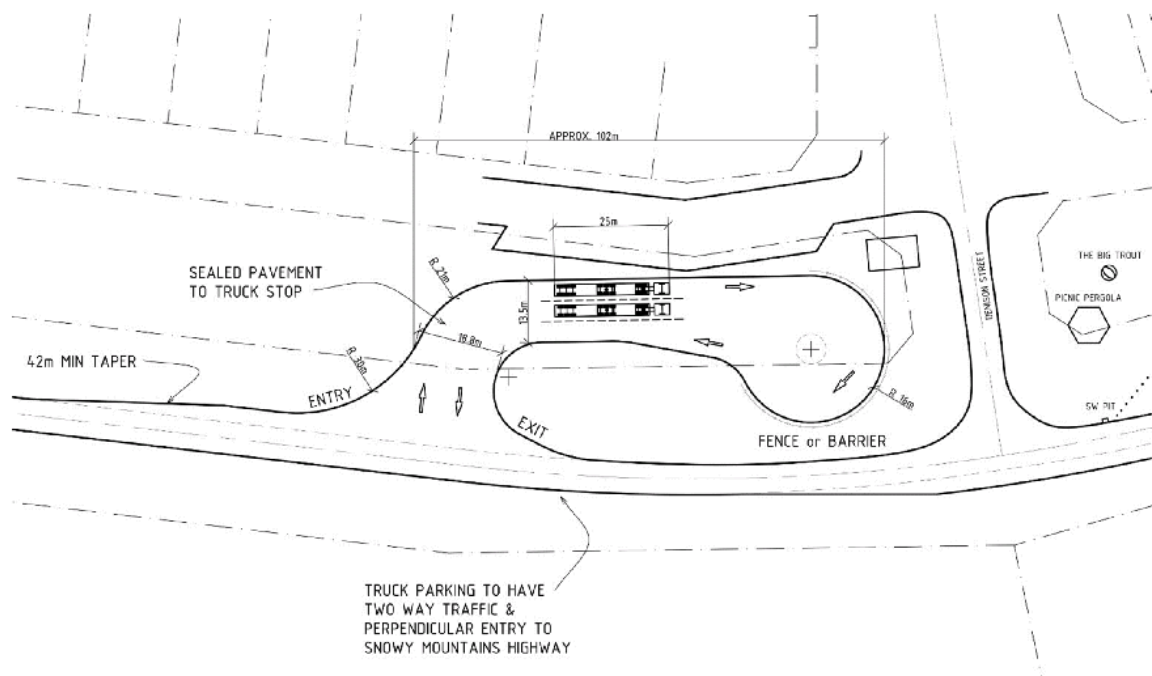 APPROX. 102m
25m
SEALED PAVEMENT
TO TRUCK STOP
R 21m
13.5m
18.8m
R 30m
42m MIN TAPER
ENTRY
EXIT
R 16m
FENCE or BARRIER
DENISON STREET
THE BIG TROUT
PICNIC PERGOLA
SW PIT
TRUCK PARKING TO HAVE
TWO WAY TRAFFIC &
PERPENDICULAR ENTRY TO
SNOWY MOUNTAINS HIGHWAY